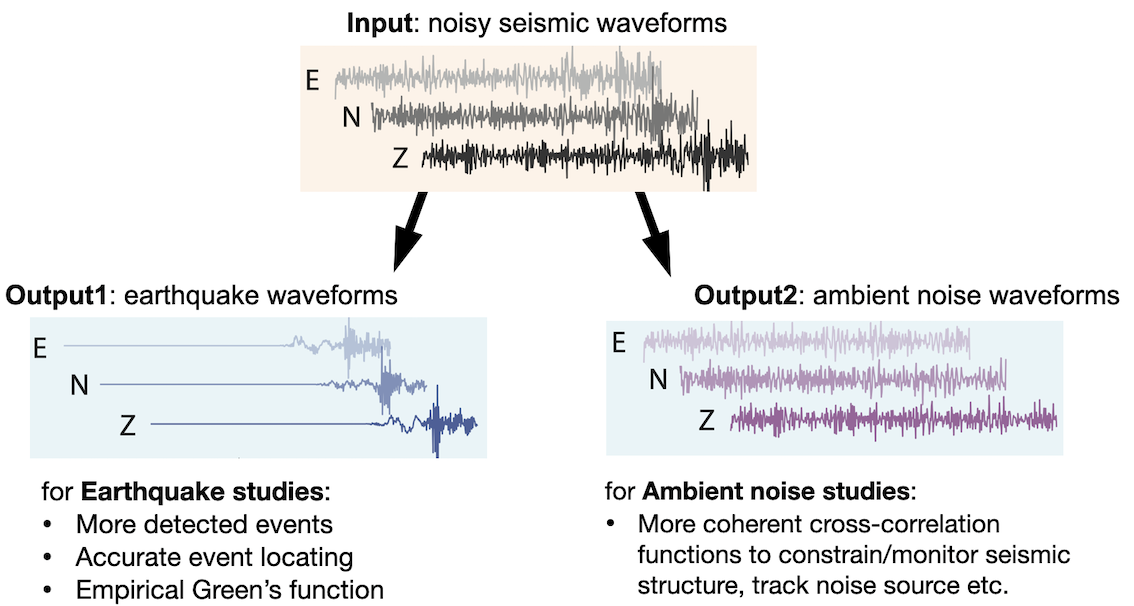 Input: noisy seismic waveforms
E
N
Z
Output1: earthquake waveforms
E
N
Z
for Earthquake studies:
• More detected events
• Accurate event locating
• Empirical Green’s function
Output2: ambient noise waveforms
E
N
Z
for Ambient noise studies:
• More coherent cross-correlation
functions to constrain/monitor seismic
structure, track noise source etc.